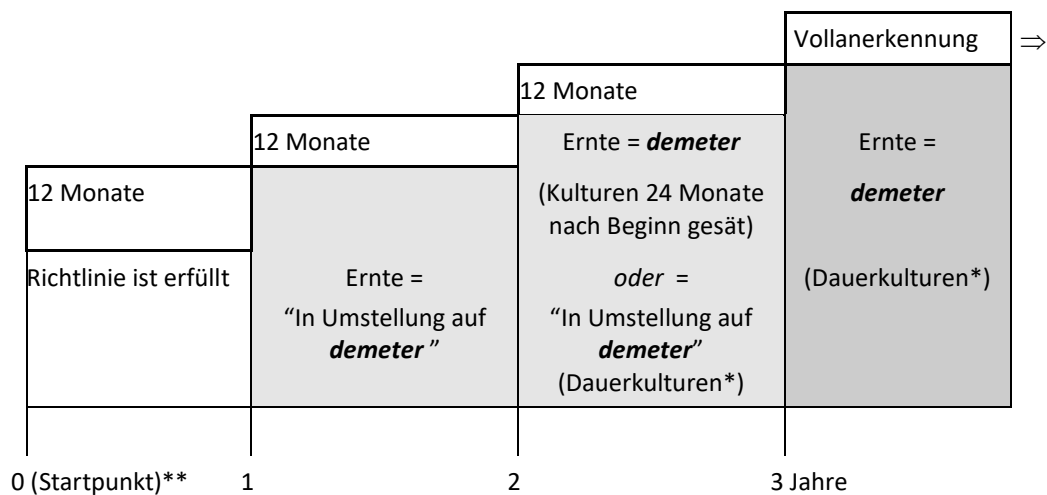 Vollanerkennung ⇒
12 Monate
12 Monate
Ernte = demeter
Ernte =
12 Monate
(Kulturen 24 Monate
nach Beginn gesät)
demeter
Richtlinie ist erfüllt
Ernte =
“In Umstellung auf
demeter ”
oder =
“In Umstellung auf
demeter”
(Dauerkulturen*)
(Dauerkulturen*)
0 (Startpunkt)** 1 2 3 Jahre